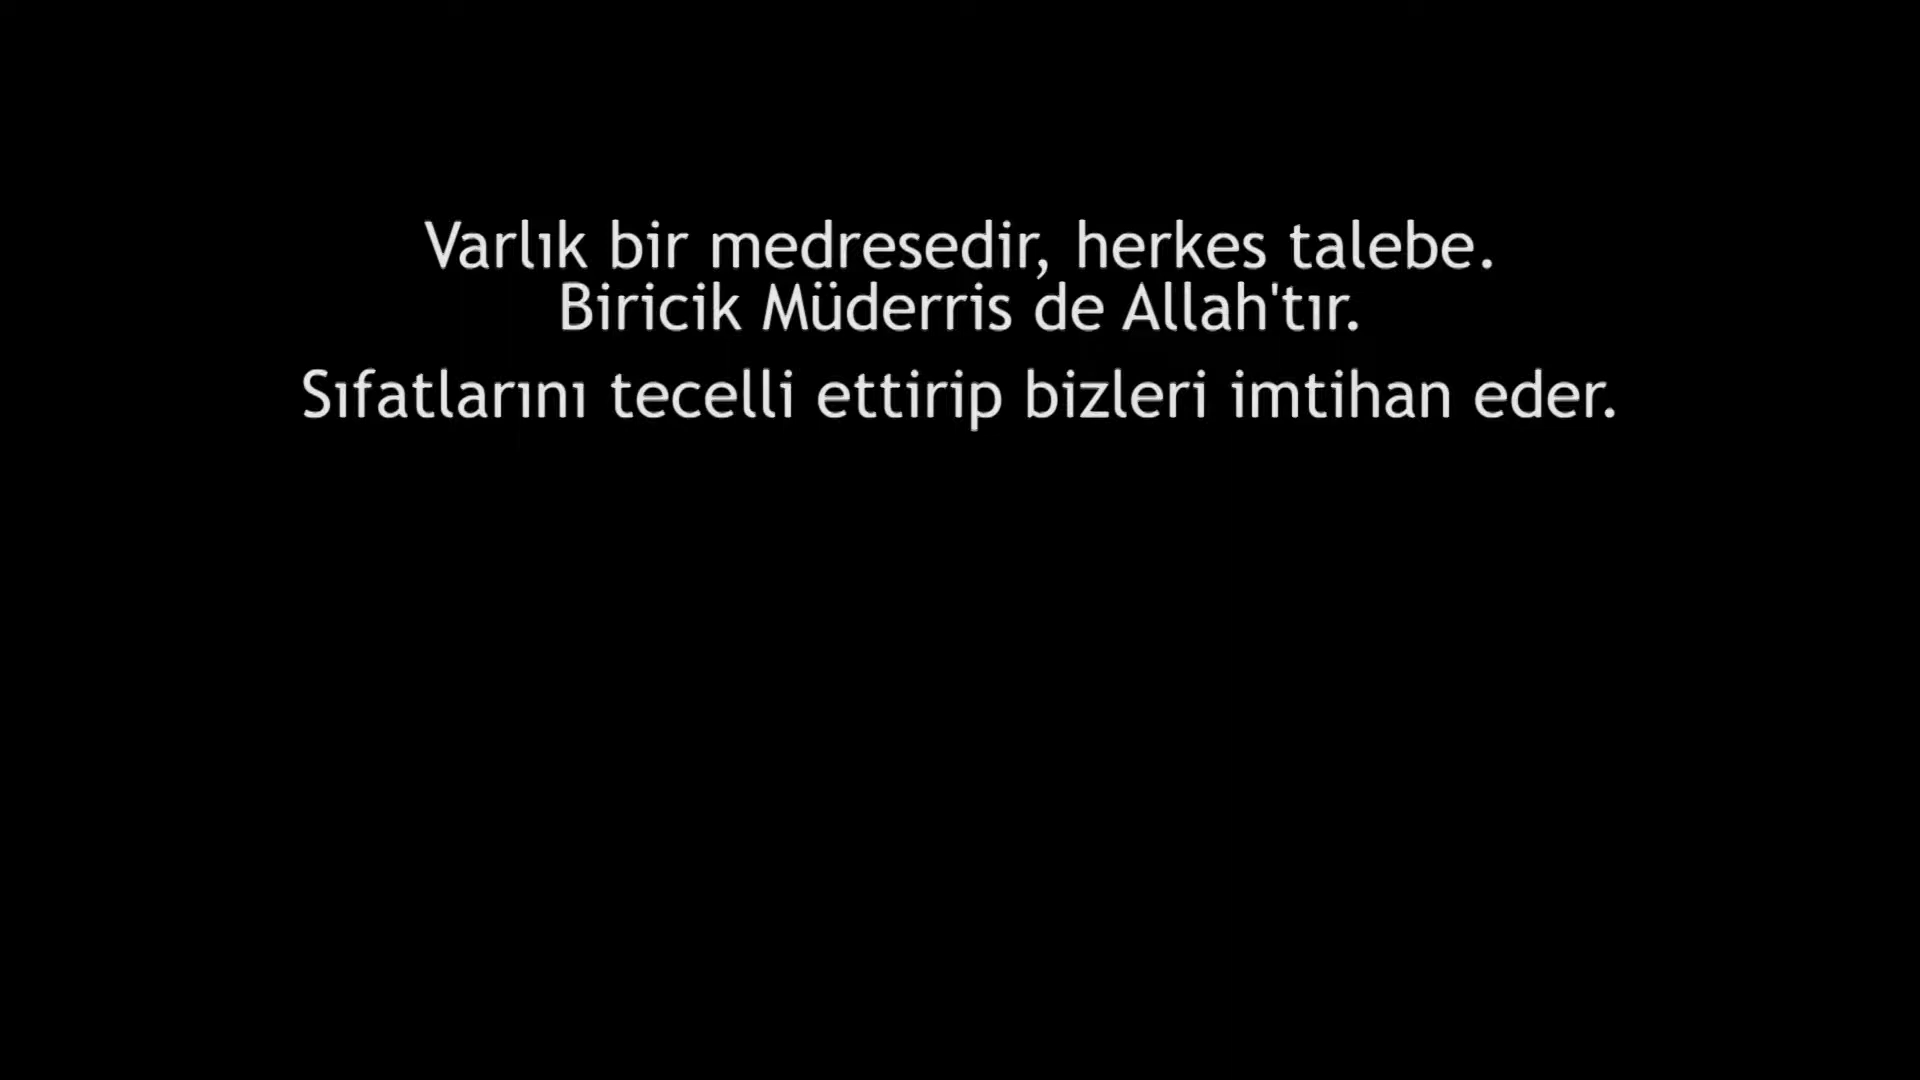 Varlık bir medresedir, herkes talebe.
Biricik Müderris de Allah'tır.
Sıfatlarını tecelli ettirip bizleri imtihan eder.